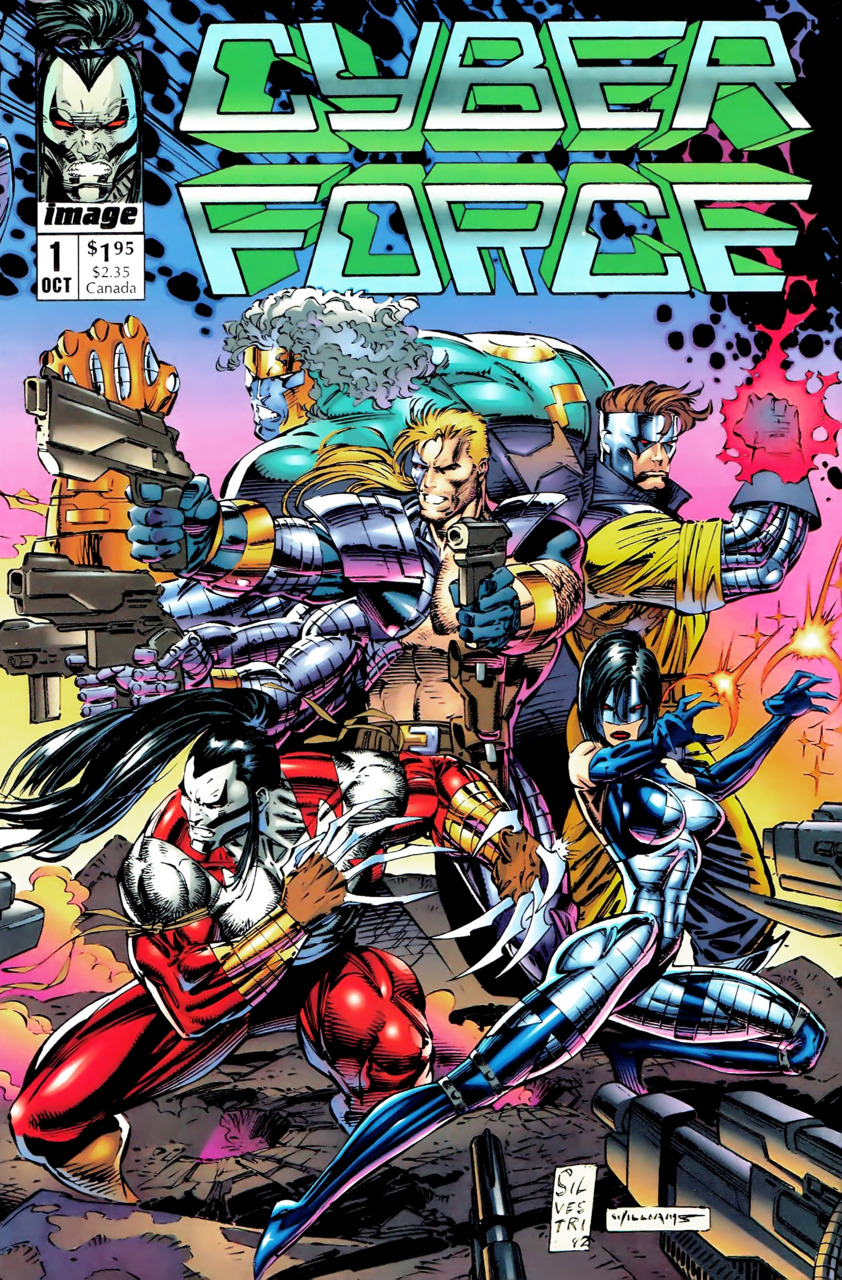 CYBER
FORCE
image
1
OCT
$1.95
$2.35
Canada
SIL
VES
TRI
92
Williams